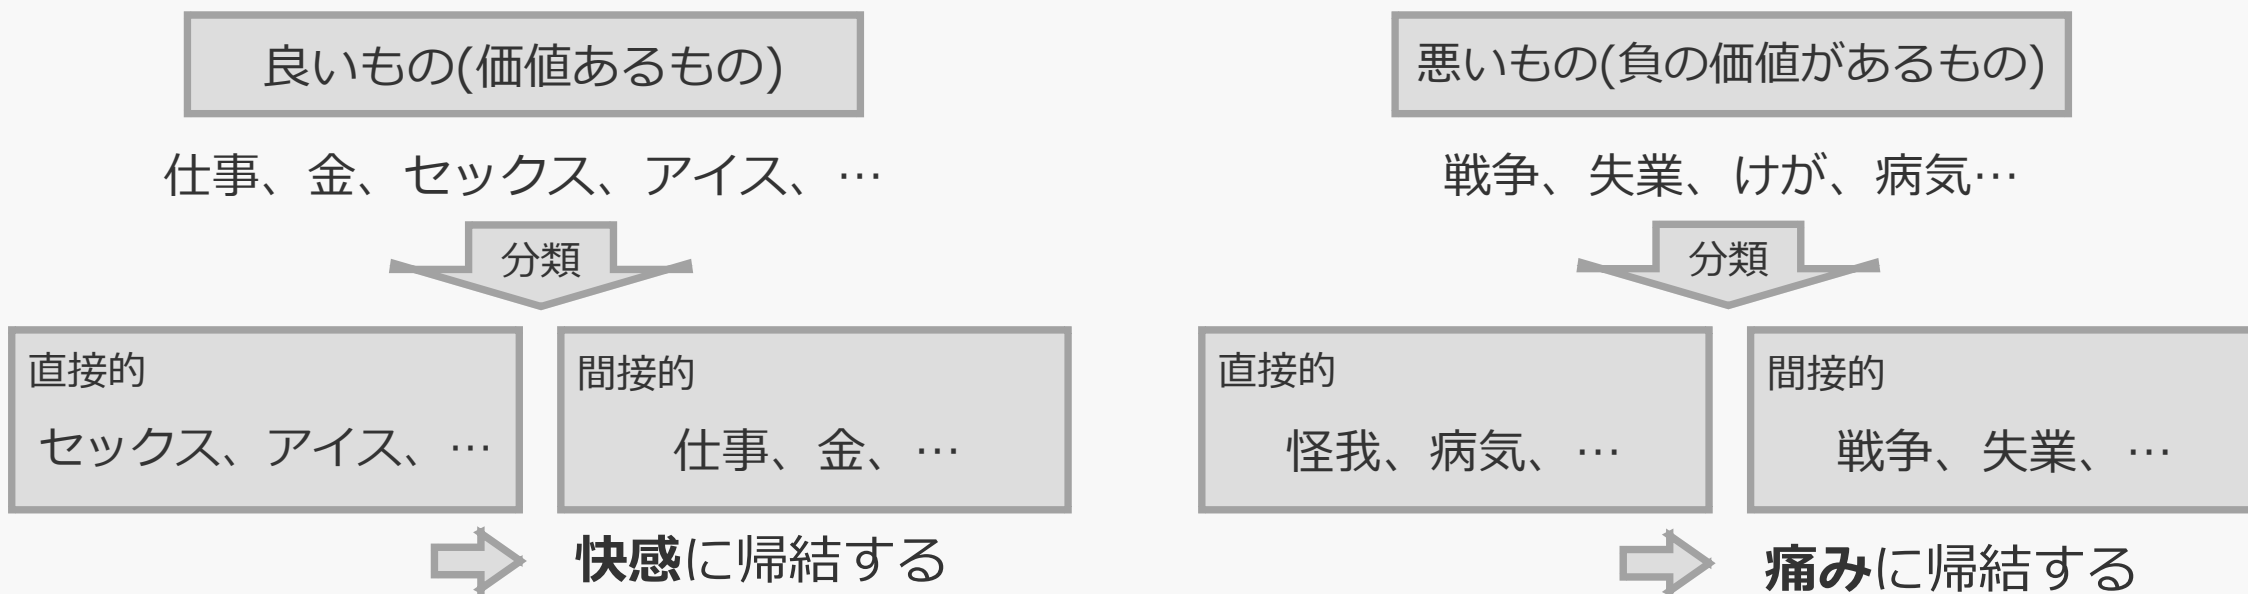 良いもの(価値あるもの)
仕事、金、セックス、アイス、…
分類
直接的
セックス、アイス、…
間接的
仕事、金、…
快感に帰結する
悪いもの(負の価値があるもの)
戦争、失業、けが、病気…
分類
直接的
怪我、病気、…
間接的
戦争、失業、…
痛みに帰結する